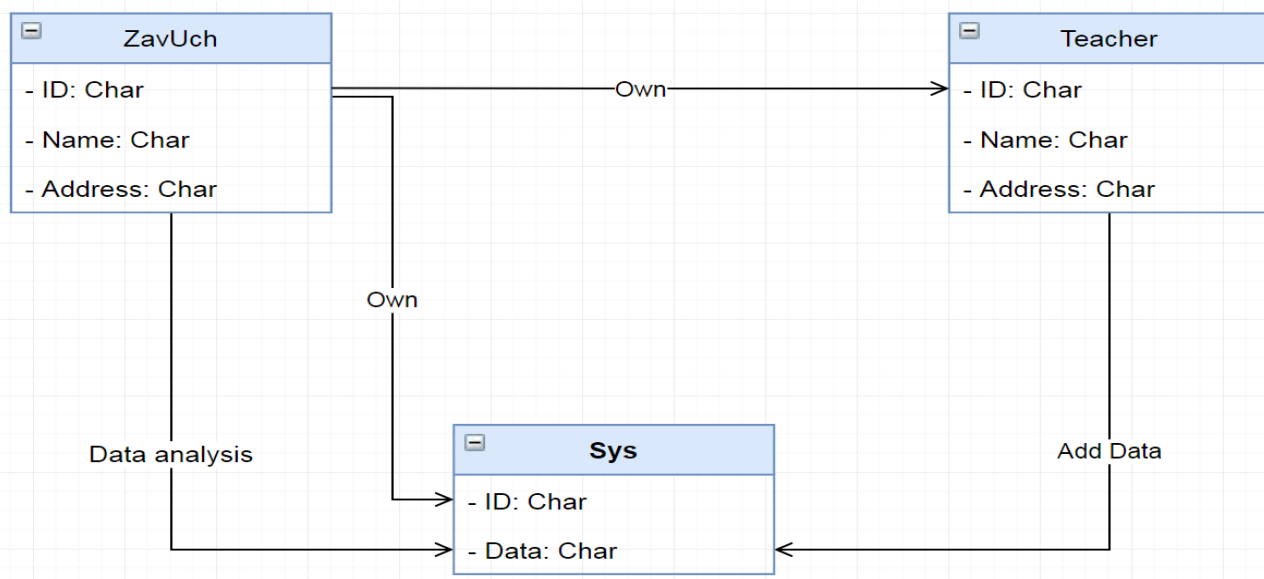 ZavUch
- ID: Char
- Name: Char
- Address: Char
Own
Teacher
- ID: Char
- Name: Char
- Address: Char
Own
Data analysis
Add Data
Sys
- ID: Char
- Data: Char